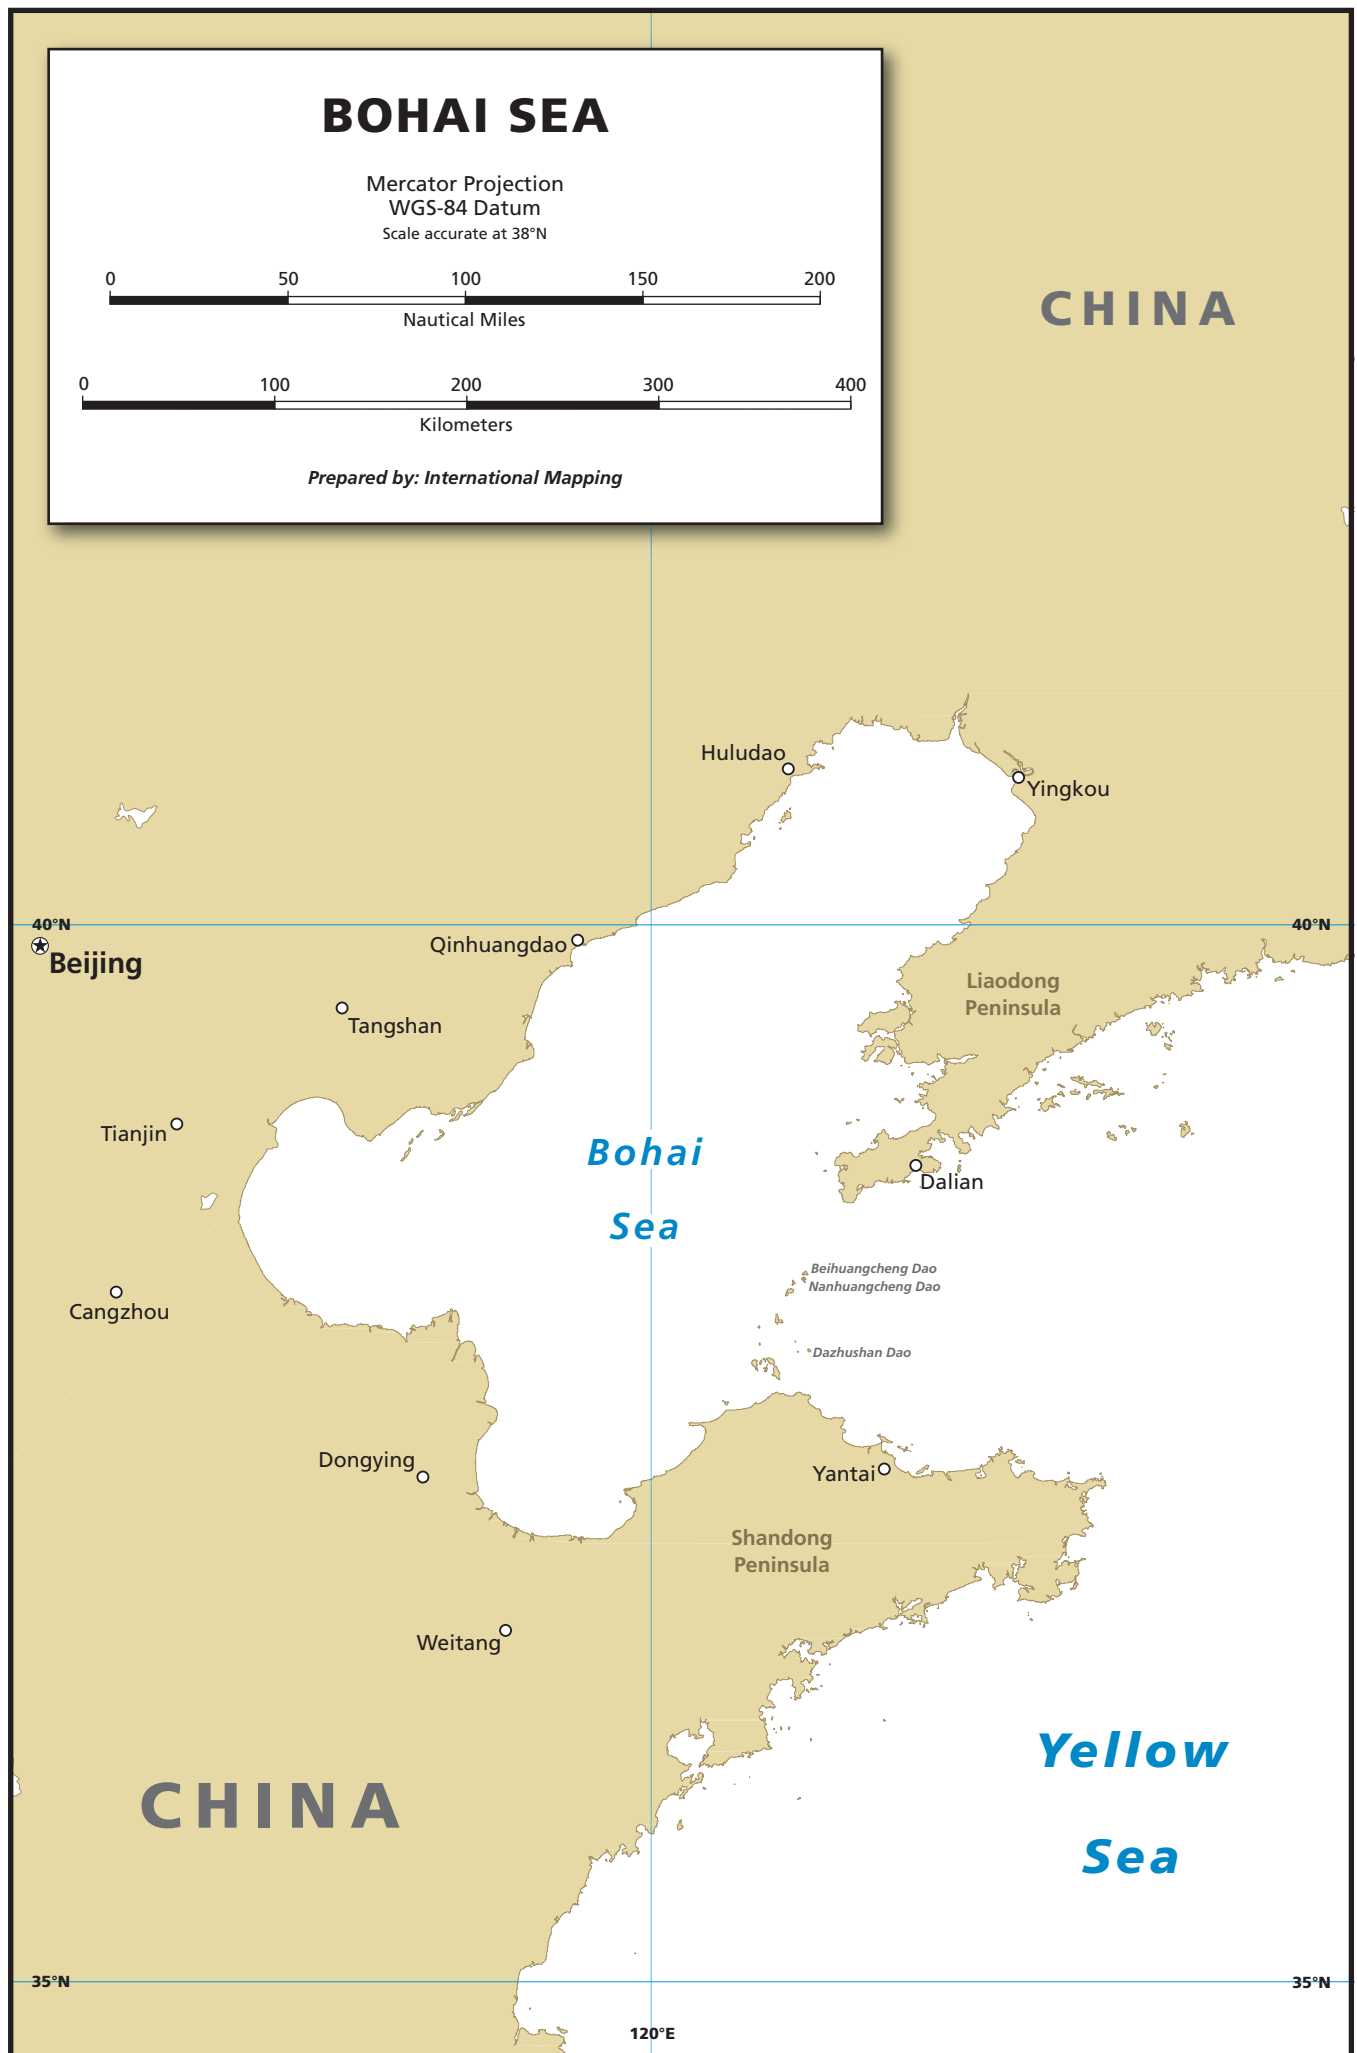 BOHAI SEA
Mercator Projection
WGS-84 Datum
Scale accurate at 38°N
0 50 100 150 200
Nautical Miles
0 100 200 300 400
Kilometers
Prepared by: International Mapping
CHINA
Huludao
Yingkou
40°N
40°N
Beijing
Qinhuangdao
Liaodong
Peninsula
Tangshan
Tianjin
Bohai
Sea
Dalian
Beihuangcheng Dao
Nanhuangcheng Dao
Cangzhou
Dazhushan Dao
Dongying
Yantai
Shandong
Peninsula
Weitang
Yellow
Sea
CHINA
35°N
35°N
120°E